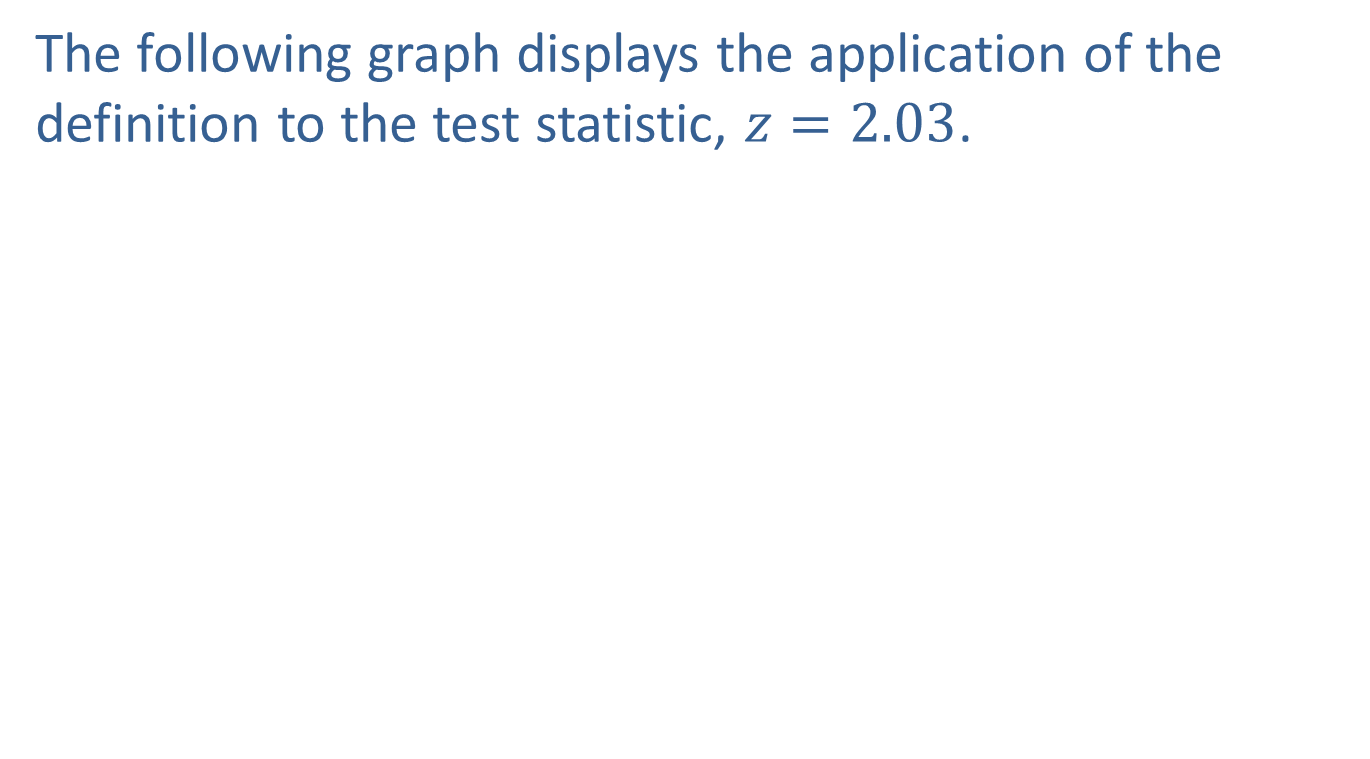 The following graph displays the application of the
definition to the test statistic, z = 2.03.